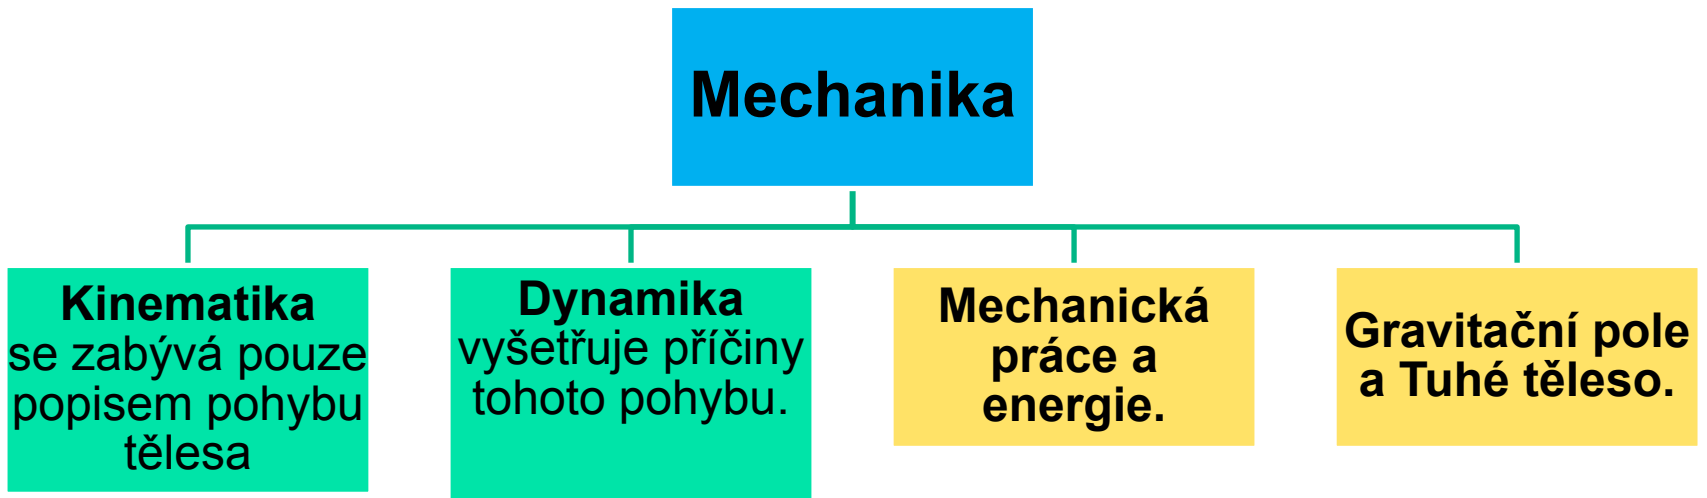 Mechanika
Kinematika
se zabývá pouze
popisem pohybu
tělesa
Dynamika
vyšetřuje příčiny
tohoto pohybu.
Mechanická
práce a
energie.
Gravitační pole
a Tuhé těleso.